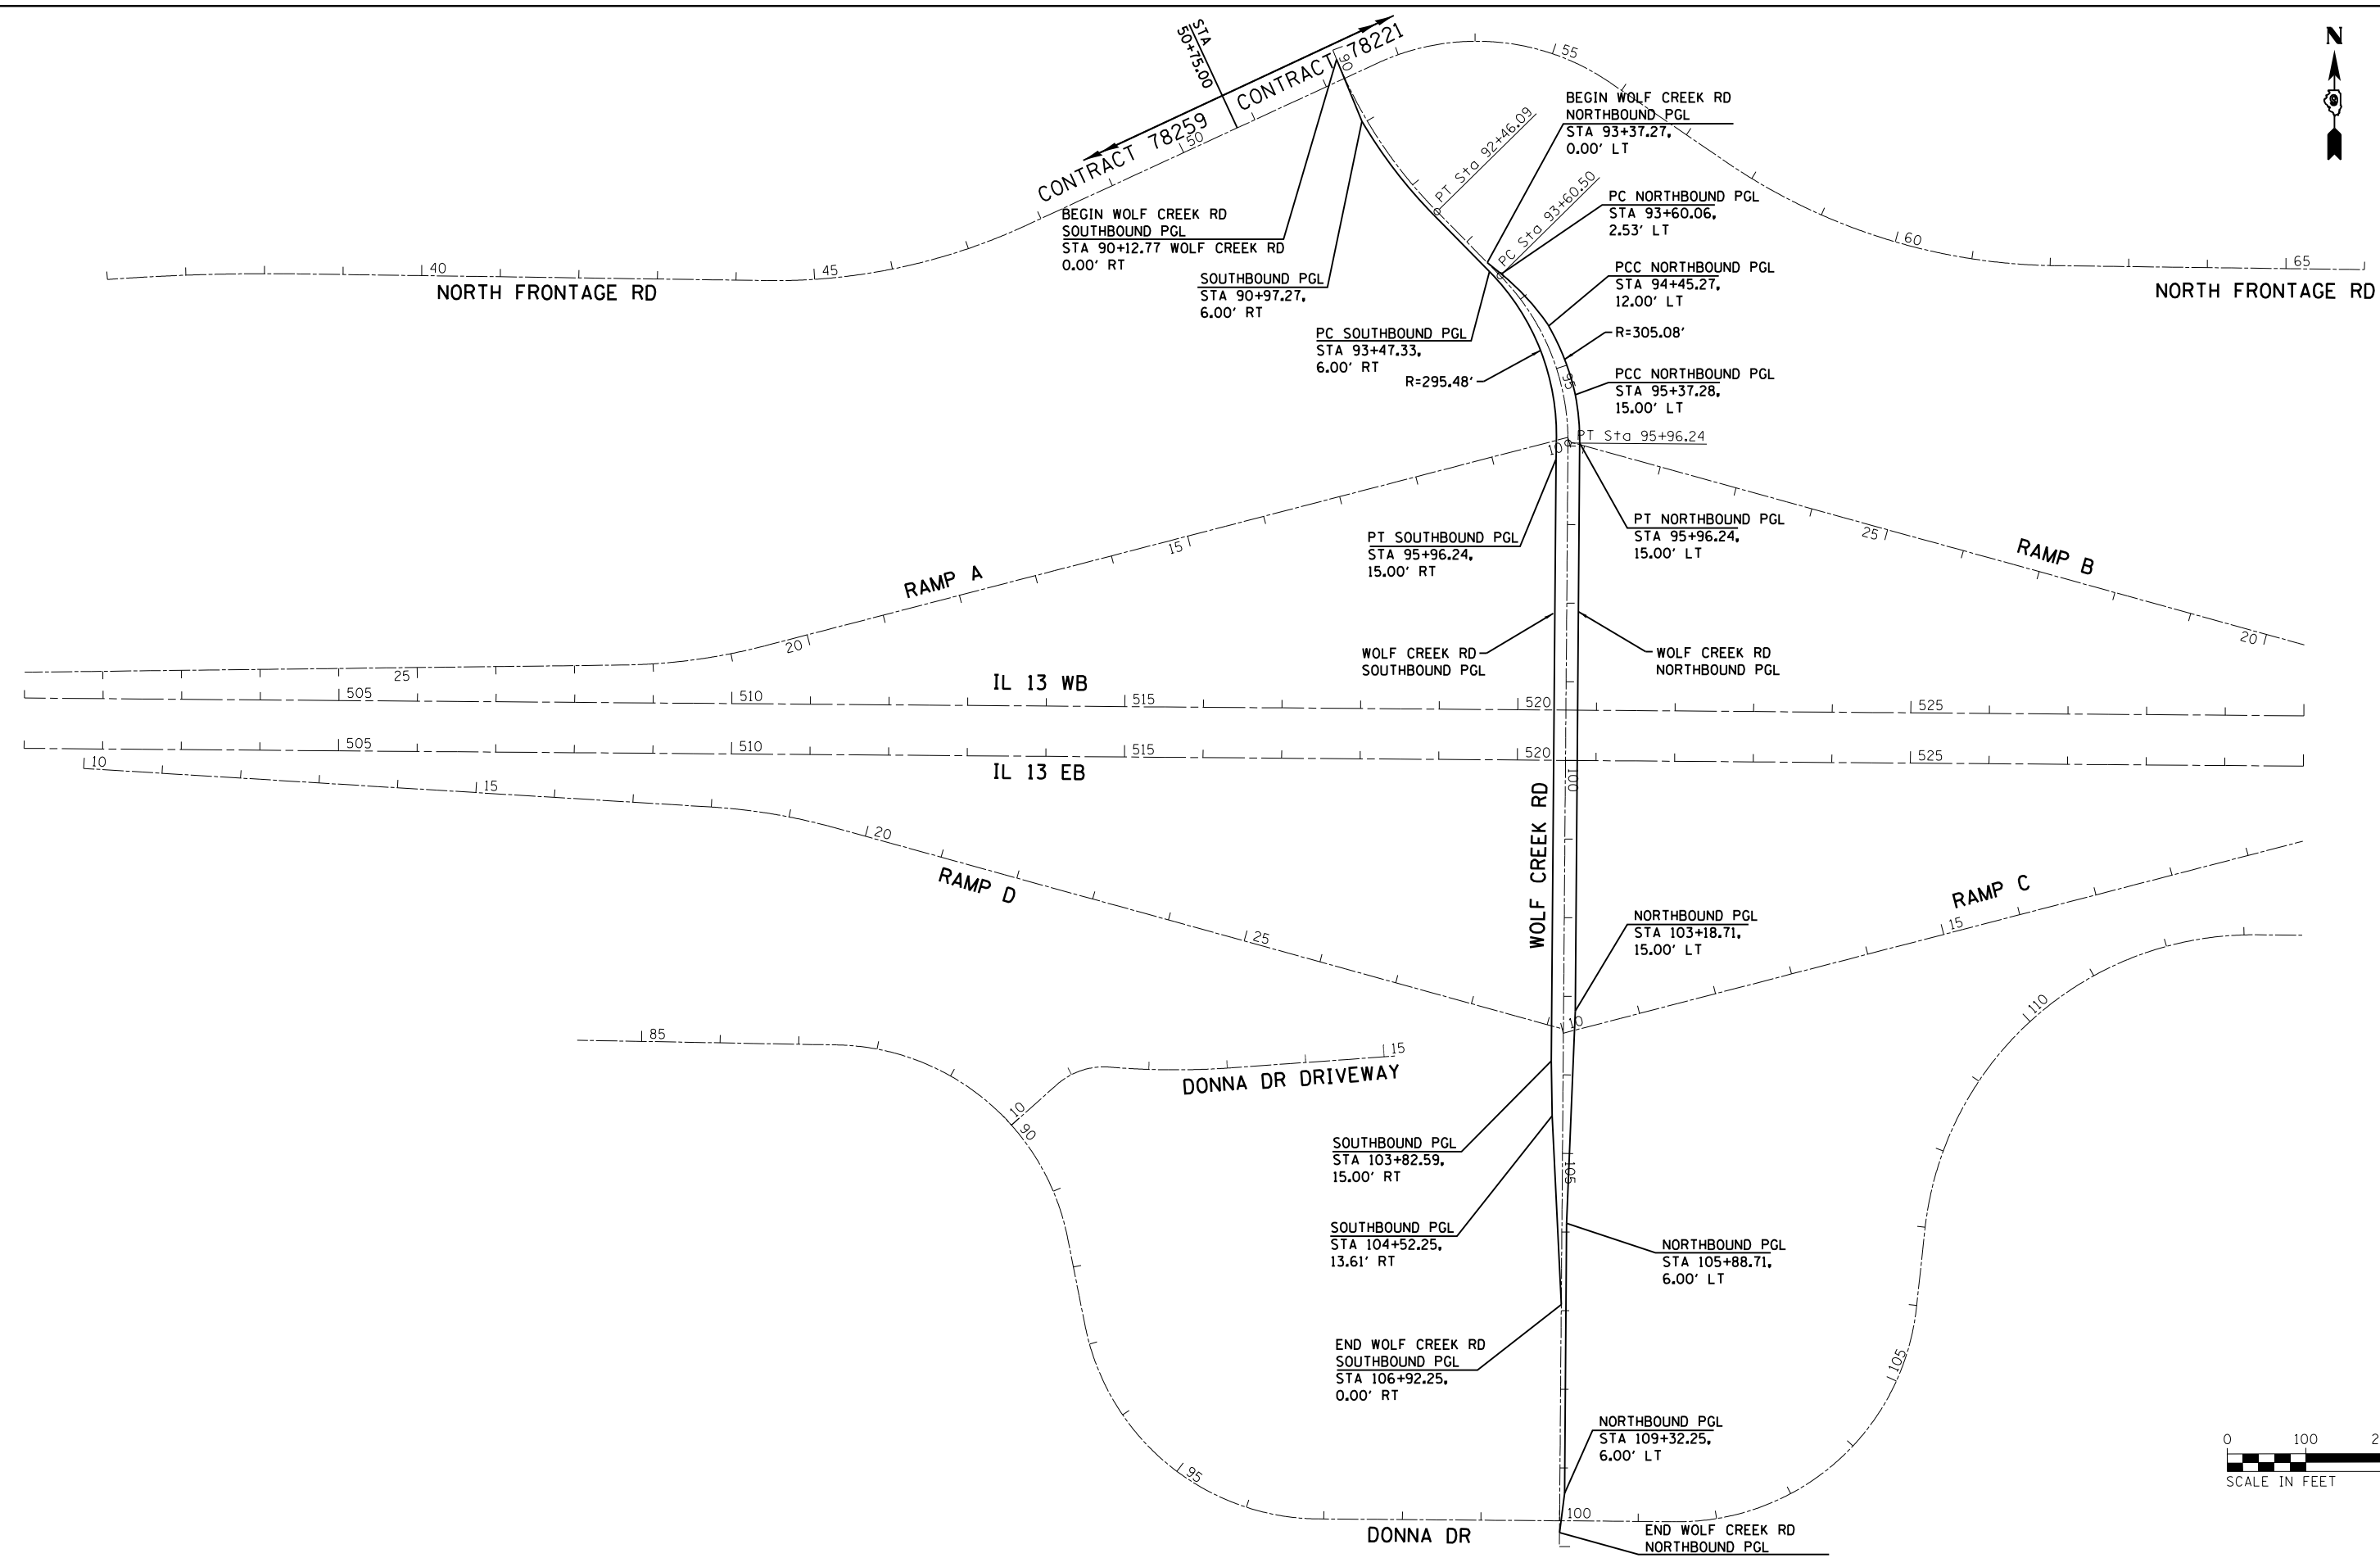 STA
50+75.00
CONTRACT 78221
CONTRACT 78259
90
55
N
50
PT Sta 92+46.09
PC Sta 93+60.50
BEGIN WOLF CREEK RD
NORTHBOUND PGL
STA 93+37.27,
0.00' LT
PC NORTHBOUND PGL
STA 93+60.06,
2.53' LT
BEGIN WOLF CREEK RD
SOUTHBOUND PGL
STA 90+12.77 WOLF CREEK RD
0.00' RT
SOUTHBOUND PGL
STA 90+97.27,
6.00' RT
60
65
40
45
NORTH FRONTAGE RD
NORTH FRONTAGE RD
PCC NORTHBOUND PGL
STA 94+45.27,
12.00' LT
R=305.08'
PC SOUTHBOUND PGL
STA 93+47.33,
6.00' RT
R=295.48'
95
PCC NORTHBOUND PGL
STA 95+37.28,
15.00' LT
PT Sta 95+96.24
10
PT SOUTHBOUND PGL
STA 95+96.24,
15.00' RT
PT NORTHBOUND PGL
STA 95+96.24,
15.00' LT
15
25
RAMP A
RAMP B
20
20
WOLF CREEK RD
SOUTHBOUND PGL
WOLF CREEK RD
NORTHBOUND PGL
25
505
510
IL 13 WB
515
520
525
505
510
515
520
525
IL 13 EB
10
15
100
WOLF CREEK RD
20
RAMP D
25
RAMP C
15
NORTHBOUND PGL
STA 103+18.71,
15.00' LT
10
110
85
15
DONNA DR DRIVEWAY
10
90
SOUTHBOUND PGL
STA 103+82.59,
15.00' RT
105
SOUTHBOUND PGL
STA 104+52.25,
13.61' RT
NORTHBOUND PGL
STA 105+88.71,
6.00' LT
END WOLF CREEK RD
SOUTHBOUND PGL
STA 106+92.25,
0.00' RT
105
NORTHBOUND PGL
STA 109+32.25,
6.00' LT
95
100
DONNA DR
END WOLF CREEK RD
NORTHBOUND PGL
0 100 2
SCALE IN FEET